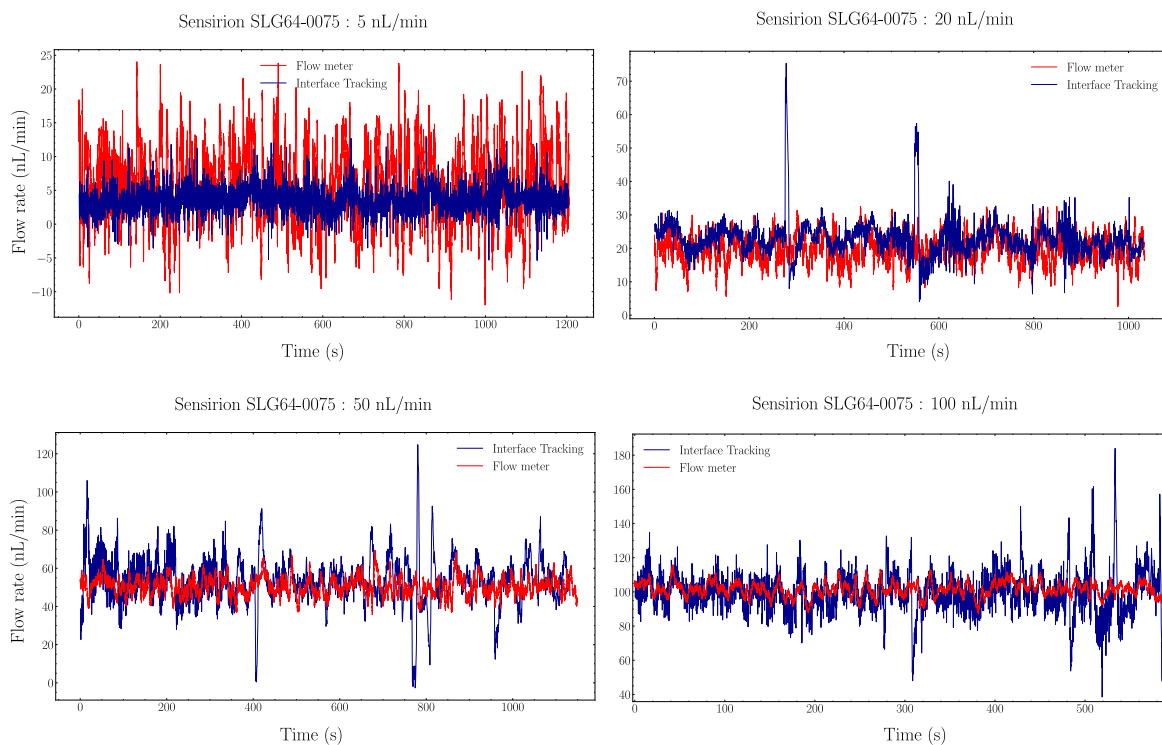 Sensirion SLG64-0075 : 5 nL/min
Flow rate (nL/min)
25
20
15
10
5
0
−5
−10
Flow meter
Interface Tracking
0 200 400 600 800 1000 1200
Time (s)
Sensirion SLG64-0075 : 20 nL/min
70
60
50
40
30
20
10
0
Flow meter
Interface Tracking
0 200 400 600 800 1000
Time (s)
Sensirion SLG64-0075 : 50 nL/min
Flow rate (nL/min)
120
100
80
60
40
20
0
Interface Tracking
Flow meter
0 200 400 600 800 1000
Time (s)
Sensirion SLG64-0075 : 100 nL/min
180
160
140
120
100
80
60
40
Interface Tracking
Flow meter
0 100 200 300 400 500
Time (s)